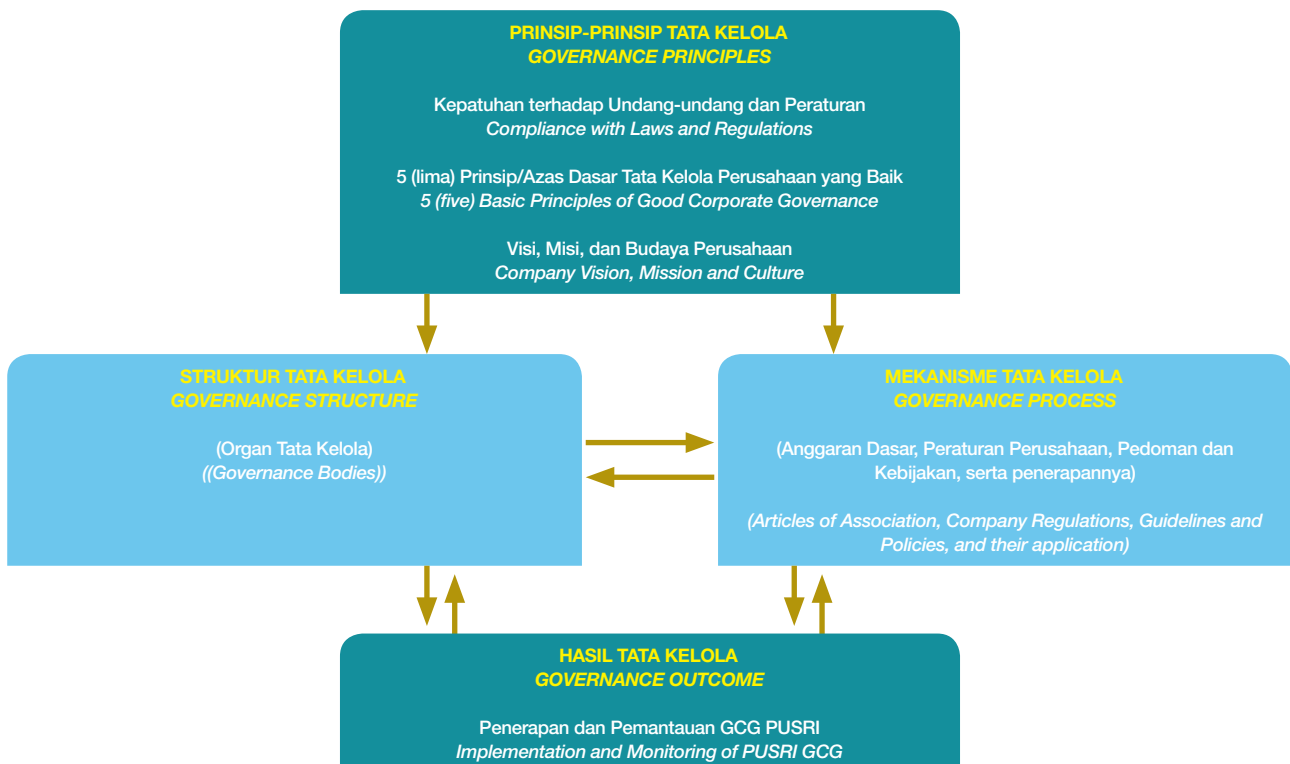 PRINSIP-PRINSIP TATA KELOLA
GOVERNANCE PRINCIPLES
Kepatuhan terhadap Undang-undang dan Peraturan
Compliance with Laws and Regulations
5 (lima) Prinsip/Azas Dasar Tata Kelola Perusahaan yang Baik
5 (five) Basic Principles of Good Corporate Governance
Visi, Misi, dan Budaya Perusahaan
Company Vision, Mission and Culture
STRUKTUR TATA KELOLA
GOVERNANCE STRUCTURE
(Organ Tata Kelola)
((Governance Bodies))
MEKANISME TATA KELOLA
GOVERNANCE PROCESS
(Anggaran Dasar, Peraturan Perusahaan, Pedoman dan
Kebijakan, serta penerapannya)
(Articles of Association, Company Regulations, Guidelines and
Policies, and their application)
HASIL TATA KELOLA
GOVERNANCE OUTCOME
Penerapan dan Pemantauan GCG PUSRI
Implementation and Monitoring of PUSRI GCG